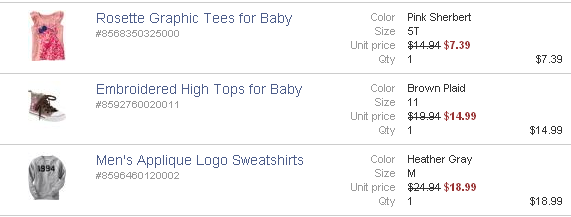 Rosette Graphic Tees for Baby
#8568350325000
Color Pink Sherbert
Size 5T
Unit price $14.94 $7.39
Qty 1 $7.39
Embroidered High Tops for Baby
#8592760020011
Color Brown Plaid
Size 11
Unit price $19.94 $14.99
Qty 1 $14.99
Men's Applique Logo Sweatshirts
#8596460120002
1994
Color Heather Gray
Size M
Unit price $24.94 $18.99
Qty 1 $18.99